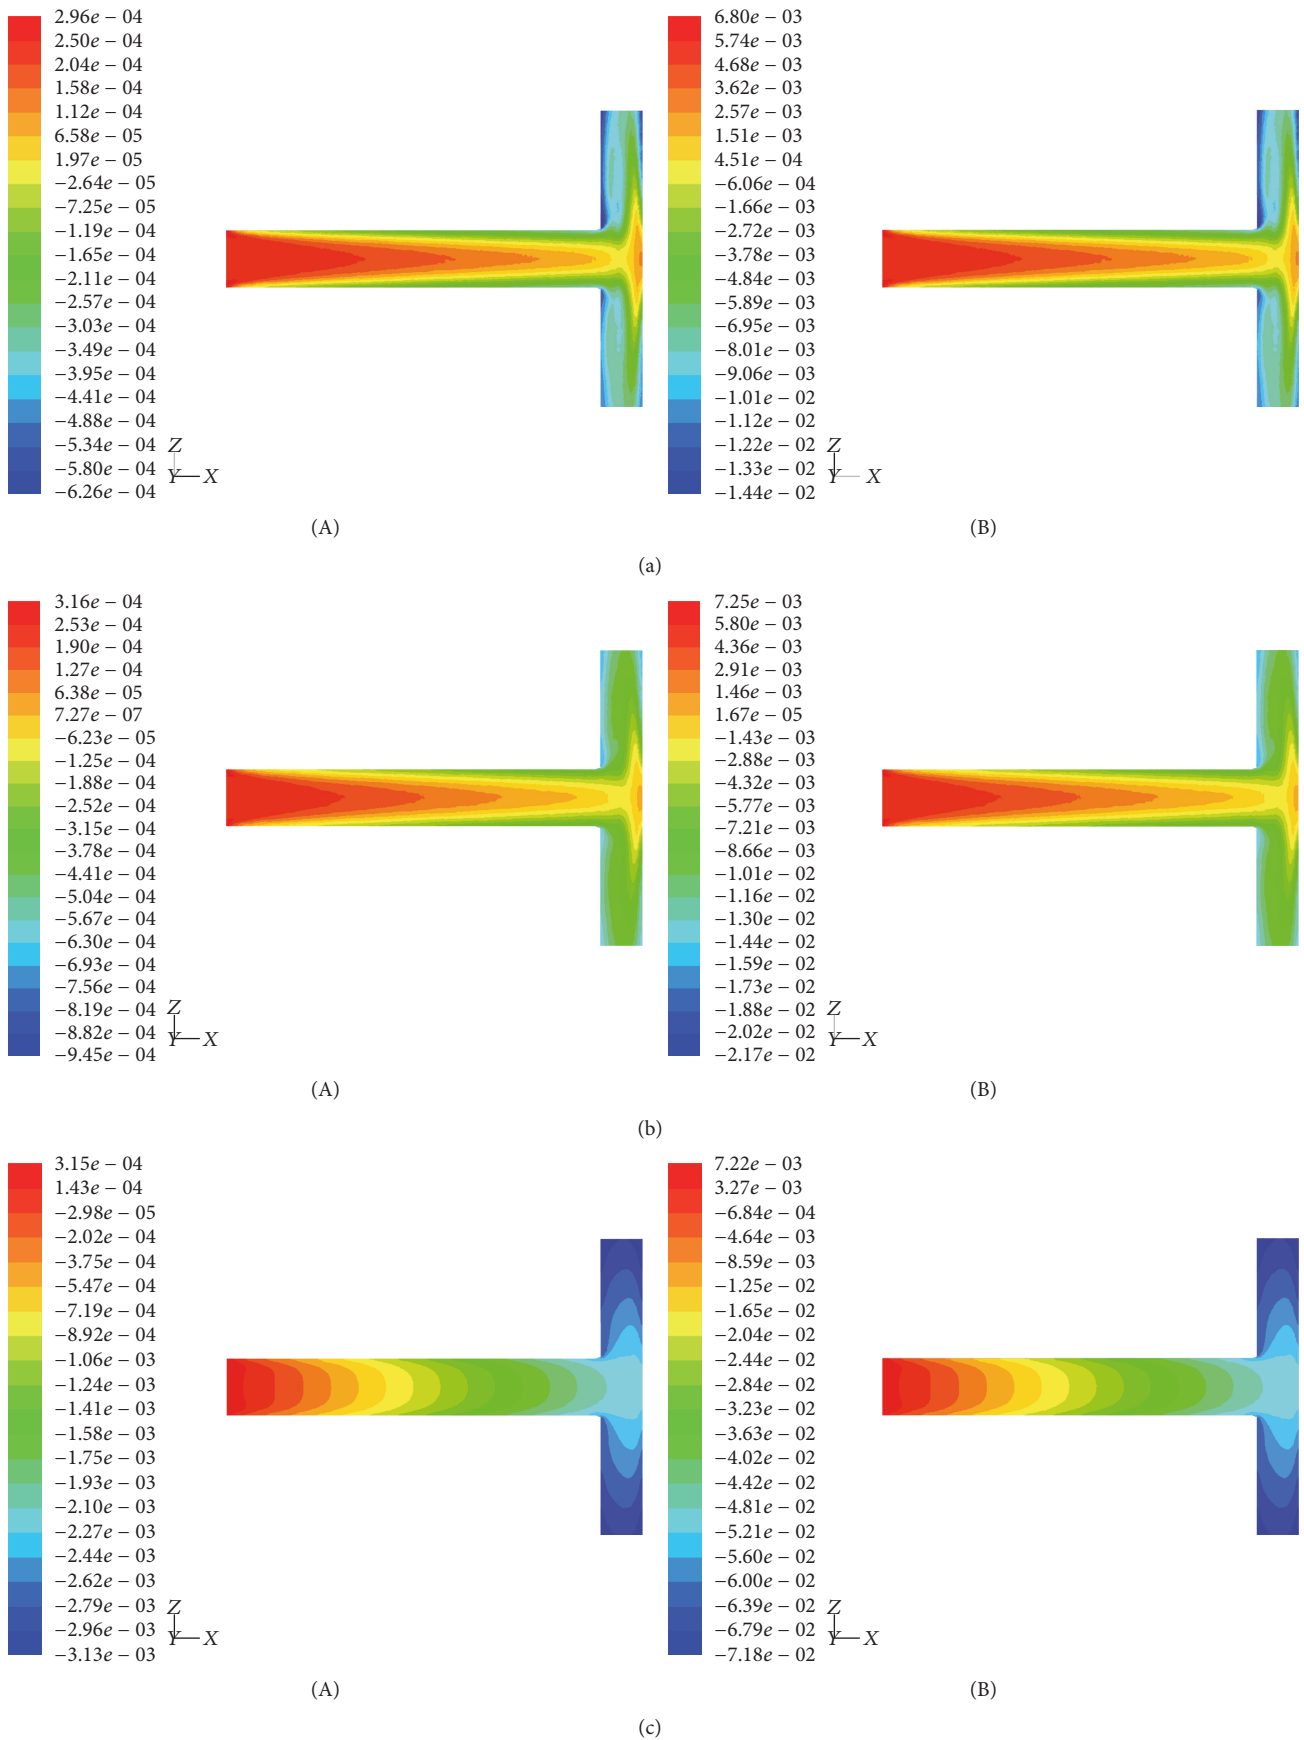 2.96e − 04
2.50e − 04
2.04e − 04
1.58e − 04
1.12e − 04
6.58e − 05
1.97e − 05
−2.64e − 05
−7.25e − 05
−1.19e − 04
−1.65e − 04
−2.11e − 04
−2.57e − 04
−3.03e − 04
−3.49e − 04
−3.95e − 04
−4.41e − 04
−4.88e − 04
−5.34e − 04
−5.80e − 04
−6.26e − 04
Z
Y X
(A)
6.80e − 03
5.74e − 03
4.68e − 03
3.62e − 03
2.57e − 03
1.51e − 03
4.51e − 04
−6.06e − 04
−1.66e − 03
−2.72e − 03
−3.78e − 03
−4.84e − 03
−5.89e − 03
−6.95e − 03
−8.01e − 03
−9.06e − 03
−1.01e − 02
−1.12e − 02
−1.22e − 02
−1.33e − 02
−1.44e − 02
Z
Y X
(B)
(a)
3.16e − 04
2.53e − 04
1.90e − 04
1.27e − 04
6.38e − 05
7.27e − 07
−6.23e − 05
−1.25e − 04
−1.88e − 04
−2.52e − 04
−3.15e − 04
−3.78e − 04
−4.41e − 04
−5.04e − 04
−5.67e − 04
−6.30e − 04
−6.93e − 04
−7.56e − 04
−8.19e − 04
−8.82e − 04
−9.45e − 04
Z
Y X
(A)
7.25e − 03
5.80e − 03
4.36e − 03
2.91e − 03
1.46e − 03
1.67e − 05
−1.43e − 03
−2.88e − 03
−4.32e − 03
−5.77e − 03
−7.21e − 03
−8.66e − 03
−1.01e − 02
−1.16e − 02
−1.30e − 02
−1.44e − 02
−1.59e − 02
−1.73e − 02
−1.88e − 02
−2.02e − 02
−2.17e − 02
Z
Y X
(B)
(b)
3.15e − 04
1.43e − 04
−2.98e − 05
−2.02e − 04
−3.75e − 04
−5.47e − 04
−7.19e − 04
−8.92e − 04
−1.06e − 03
−1.24e − 03
−1.41e − 03
−1.58e − 03
−1.75e − 03
−1.93e − 03
−2.10e − 03
−2.27e − 03
−2.44e − 03
−2.62e − 03
−2.79e − 03
−2.96e − 03
−3.13e − 03
Z
Y X
(A)
7.22e − 03
3.27e − 03
−6.84e − 04
−4.64e − 03
−8.59e − 03
−1.25e − 02
−1.65e − 02
−2.04e − 02
−2.44e − 02
−2.84e − 02
−3.23e − 02
−3.63e − 02
−4.02e − 02
−4.42e − 02
−4.81e − 02
−5.21e − 02
−5.60e − 02
−6.00e − 02
−6.39e − 02
−6.79e − 02
−7.18e − 02
Z
Y X
(B)
(c)